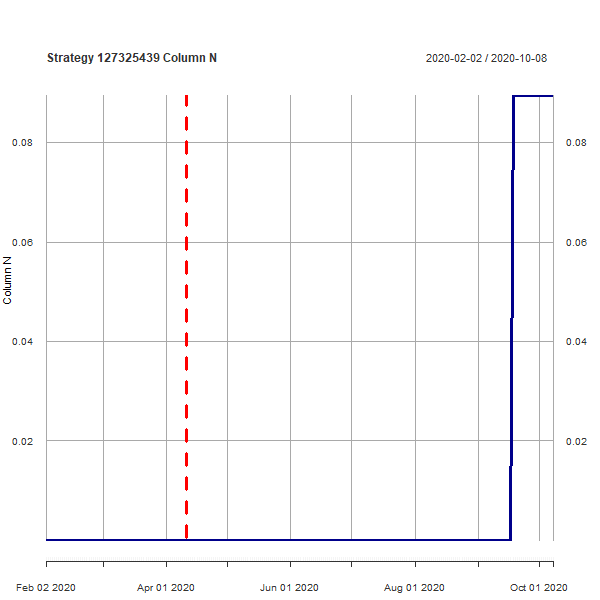 Strategy 127325439 Column N
2020-02-02 / 2020-10-08
Column N
0.08
0.06
0.04
0.02
0.08
0.06
0.04
0.02
Feb 02 2020
Apr 01 2020
Jun 01 2020
Aug 01 2020
Oct 01 2020